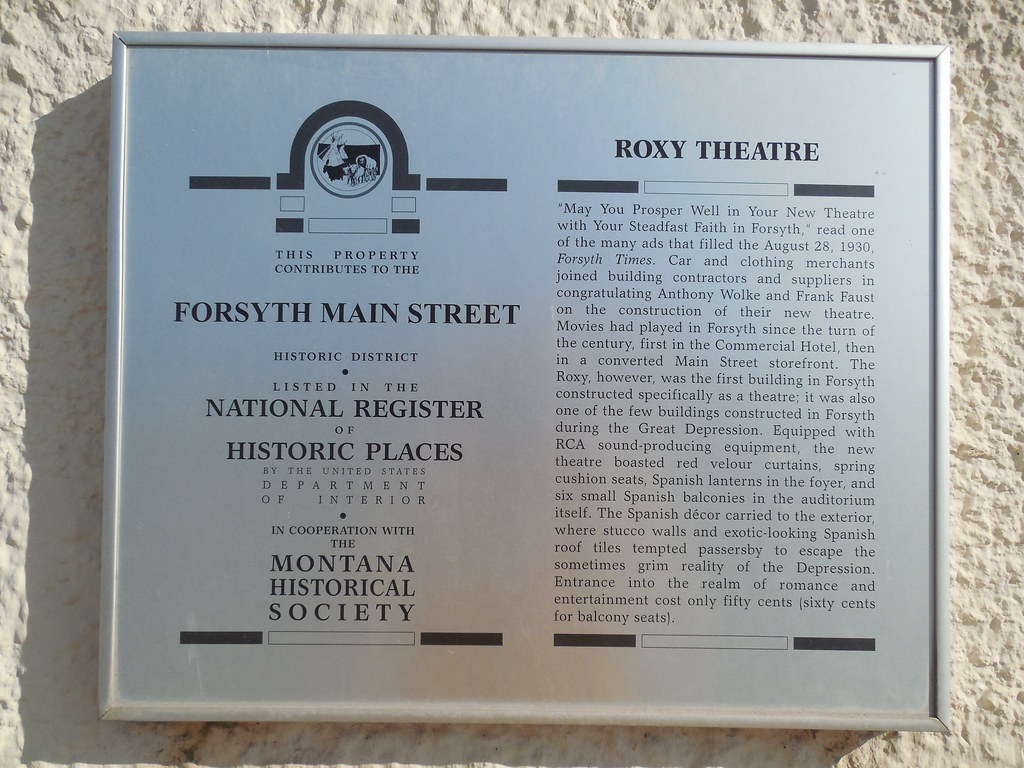 THIS PROPERTY
CONTRIBUTES TO THE
FORSYTH MAIN STREET
HISTORIC DISTRICT
LISTED IN THE
NATIONAL REGISTER
OF
HISTORIC PLACES
BY THE UNITED STATES
DEPARTMENT
OF INTERIOR
IN COOPERATION WITH
THE
MONTANA
HISTORICAL
SOCIETY
ROXY THEATRE
"May You Prosper Well in Your New Theatre
with Your Steadfast Faith in Forsyth," read one
of the many ads that filled the August 28, 1930,
Forsyth Times. Car and clothing merchants
joined building contractors and suppliers in
congratulating Anthony Wolke and Frank Faust
on the construction of their new theatre.
Movies had played in Forsyth since the turn of
the century, first in the Commercial Hotel, then
in a converted Main Street storefront. The
Roxy, however, was the first building in Forsyth
constructed specifically as a theatre; it was also
one of the few buildings constructed in Forsyth
during the Great Depression. Equipped with
RCA sound-producing equipment, the new
theatre boasted red velour curtains, spring
cushion seats, Spanish lanterns in the foyer, and
six small Spanish balconies in the auditorium
itself. The Spanish décor carried to the exterior,
where stucco walls and exotic-looking Spanish
roof tiles tempted passersby to escape the
sometimes grim reality of the Depression.
Entrance into the realm of romance and
entertainment cost only fifty cents (sixty cents
for balcony seats).